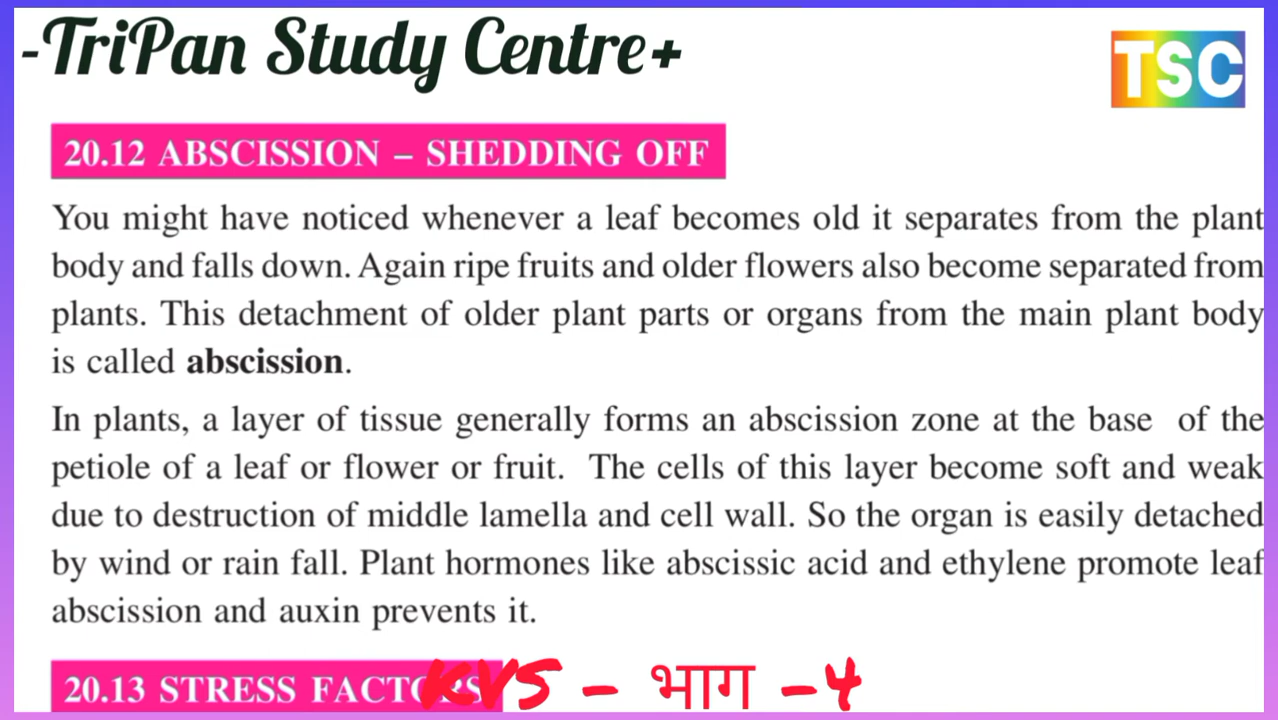 -TriPan Study Centre+
TSC
20.12 ABSCISSION – SHEDDING OFF
You might have noticed whenever a leaf becomes old it separates from the plant
body and falls down. Again ripe fruits and older flowers also become separated from
plants. This detachment of older plant parts or organs from the main plant body
is called abscission.
In plants, a layer of tissue generally forms an abscission zone at the base of the
petiole of a leaf or flower or fruit. The cells of this layer become soft and weak
due to destruction of middle lamella and cell wall. So the organ is easily detached
by wind or rain fall. Plant hormones like abscissic acid and ethylene promote leaf
abscission and auxin prevents it.
20.13 STRESS FACTORS
KVS – भाग – 4